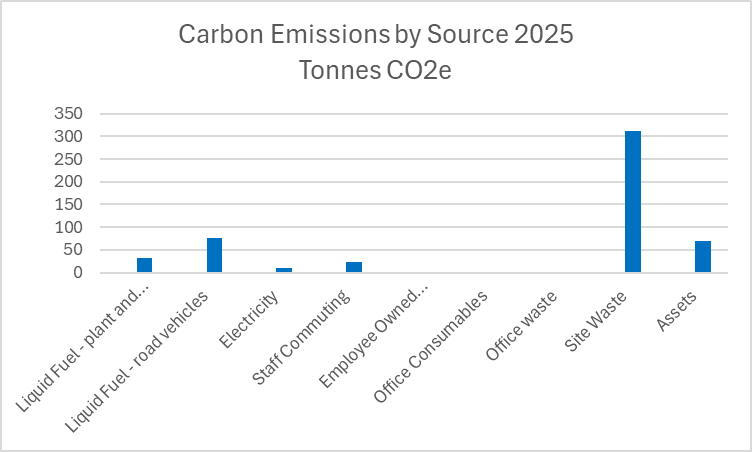 Carbon Emissions by Source 2025
Tonnes CO2e
350
300
250
200
150
100
50
0
Liquid Fuel - plant and...
Liquid Fuel - road vehicles
Electricity
Staff Commuting
Employee Owned...
Office Consumables
Office waste
Site Waste
Assets